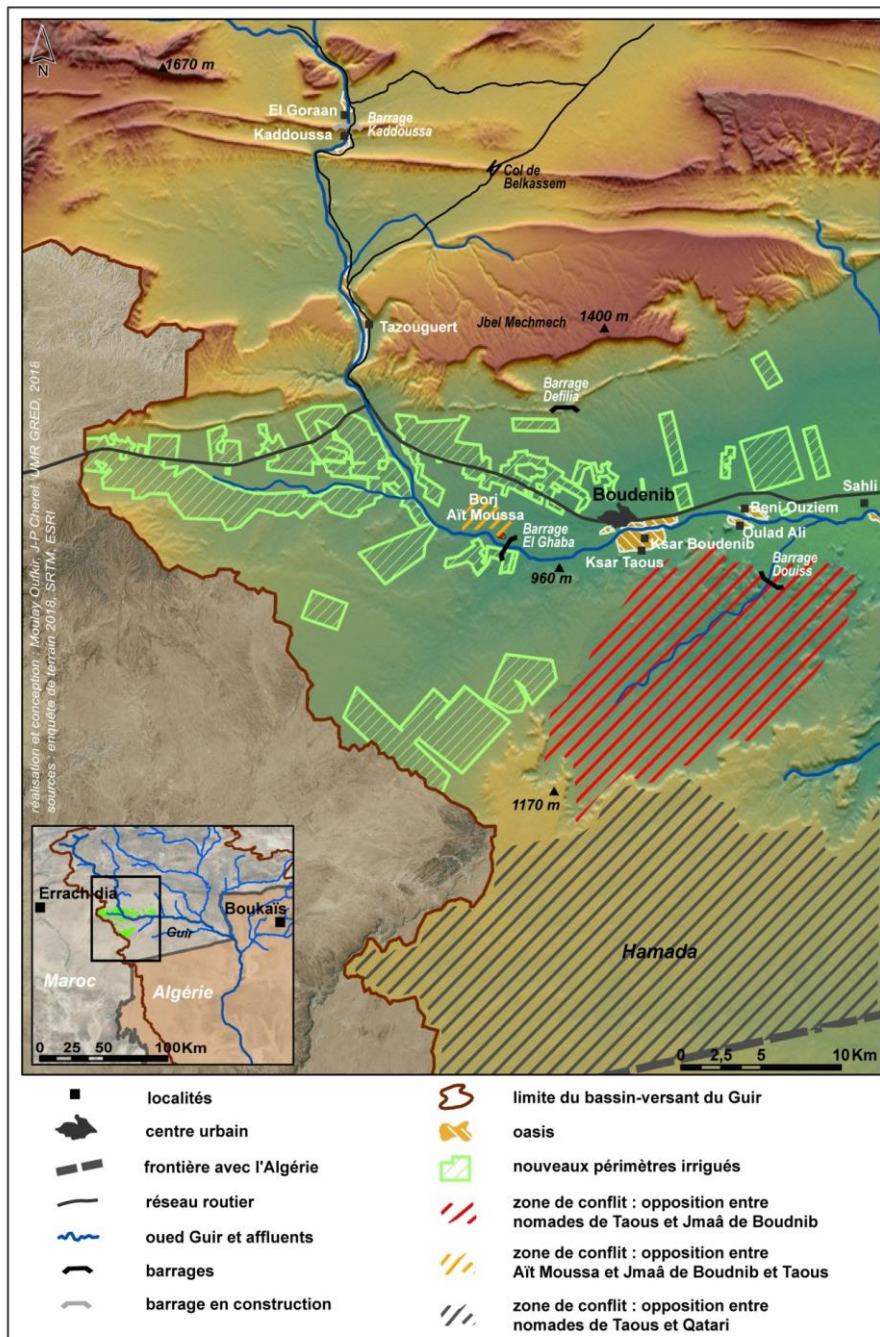 N
1670 m
El Goraan
Barrage
Kaddoussa
Kaddoussa
Col de
Belkassem
Tazouguert
Jbel Mechmech
1400 m
Barrage
Defilia
Borj
Aït Moussa
Boudenib
Beni Ouziem
Sahli
Barrage
El Ghaba
Oulad Ali
Ksar Boudenib
Ksar Taous
960 m
Barrage
Douiss
1170 m
Hamada
réalisation et conception : Moulay Oufkir, J-P Cheref, UMR GRED, 2018
sources : enquête de terrain 2018, SRTM, ESRI
Errachidia
Boukaïs
Guir
Maroc
Algérie
0 25 50 100 Km
0 2,5 5 10 Km
localités
centre urbain
frontière avec l'Algérie
réseau routier
oued Guir et affluents
barrages
barrage en construction
limite du bassin-versant du Guir
oasis
nouveaux périmètres irrigués
zone de conflit : opposition entre
nomades de Taous et Jmaâ de Boudnib
zone de conflit : opposition entre
Aït Moussa et Jmaâ de Boudnib et Taous
zone de conflit : opposition entre
nomades de Taous et Qatari